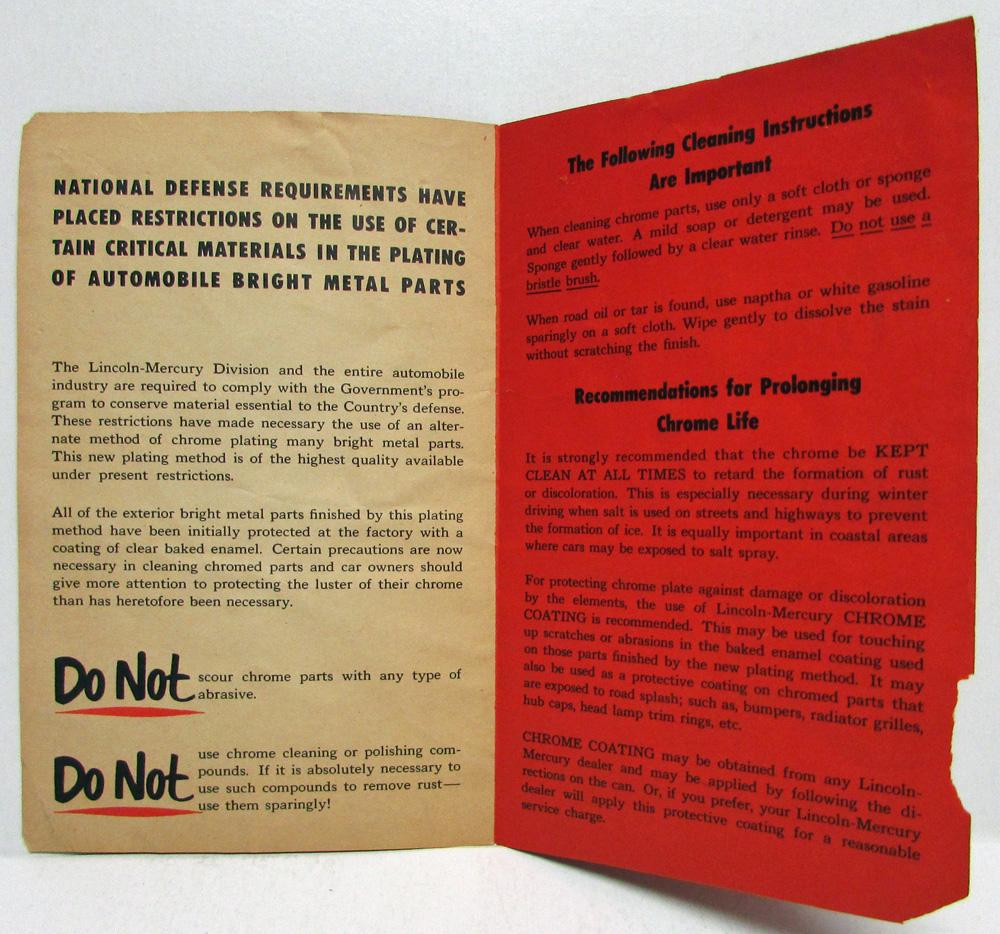 NATIONAL DEFENSE REQUIREMENTS HAVE
PLACED RESTRICTIONS ON THE USE OF CER-
TAIN CRITICAL MATERIALS IN THE PLATING
OF AUTOMOBILE BRIGHT METAL PARTS
The Lincoln-Mercury Division and the entire automobile
industry are required to comply with the Government's pro-
gram to conserve material essential to the Country's defense.
These restrictions have made necessary the use of an alter-
nate method of chrome plating many bright metal parts.
This new plating method is of the highest quality available
under present restrictions.
All of the exterior bright metal parts finished by this plating
method have been initially protected at the factory with a
coating of clear baked enamel. Certain precautions are now
necessary in cleaning chromed parts and car owners should
give more attention to protecting the luster of their chrome
than has heretofore been necessary.
Do Not scour chrome parts with any type of
abrasive.
Do Not use chrome cleaning or polishing com-
pounds. If it is absolutely necessary to
use such compounds to remove rust—
use them sparingly!
The Following Cleaning Instructions
Are Important
When cleaning chrome parts, use only a soft cloth or sponge
and clear water. A mild soap or detergent may be used.
Sponge gently followed by a clear water rinse. Do not use a
bristle brush.
When road oil or tar is found, use naptha or white gasoline
sparingly on a soft cloth. Wipe gently to dissolve the stain
without scratching the finish.
Recommendations for Prolonging
Chrome Life
It is strongly recommended that the chrome be KEPT
CLEAN AT ALL TIMES to retard the formation of rust
or discoloration. This is especially necessary during winter
driving when salt is used on streets and highways to prevent
the formation of ice. It is equally important in coastal areas
where cars may be exposed to salt spray.
For protecting chrome plate against damage or discoloration
by the elements, the use of Lincoln-Mercury CHROME
COATING is recommended. This may be used for touching
up scratches or abrasions in the baked enamel coating used
on those parts finished by the new plating method. It may
also be used as a protective coating on chromed parts that
are exposed to road splash; such as, bumpers, radiator grilles,
hub caps, head lamp trim rings, etc.
CHROME COATING may be obtained from any Lincoln-
Mercury dealer and may be applied by following the di-
rections on the can. Or, if you prefer, your Lincoln-Mercury
dealer will apply this protective coating for a reasonable
service charge.